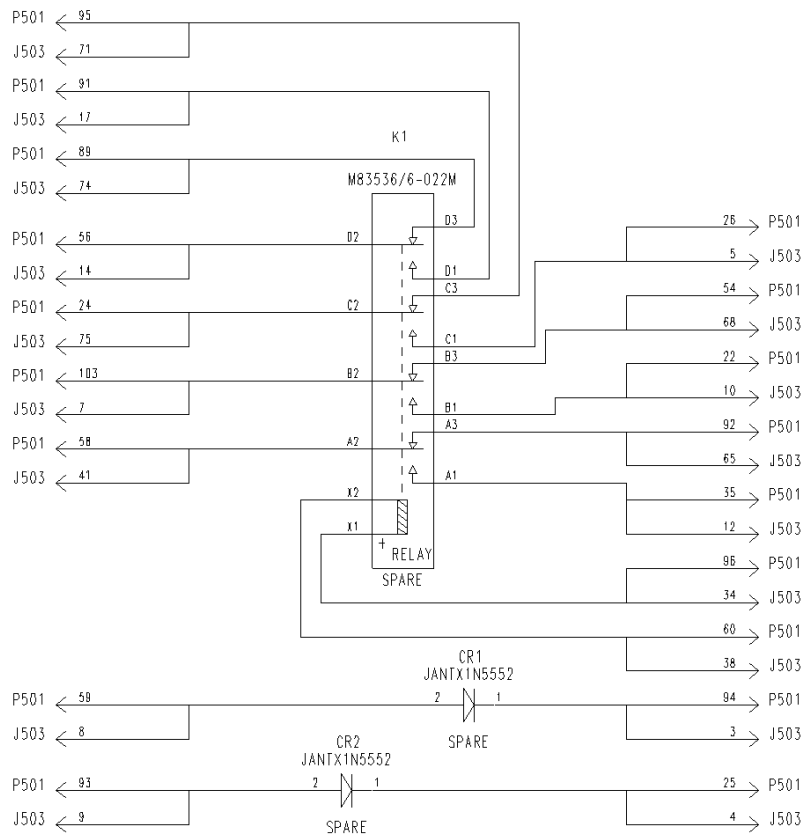 P501 95
J503 71
P501 91
J503 17
K1
P501 89
J503 74
M83536/6-022M
D3
26 P501
P501 56 D2
5 J503
J503 14 D1
C3
54 P501
P501 24 C2
68 J503
J503 75 C1
B3
22 P501
P501 103 B2
10 J503
J503 7 B1
A3 92 P501
P501 58 A2
65 J503
J503 41 A1
X2 35 P501
X1 12 J503
+ RELAY
96 P501
SPARE
34 J503
60 P501
38 J503
CR1
JANTX1N5552
P501 59 2 1 94 P501
J503 8 SPARE 3 J503
CR2
JANTX1N5552
P501 93 2 1 25 P501
J503 9 SPARE 4 J503